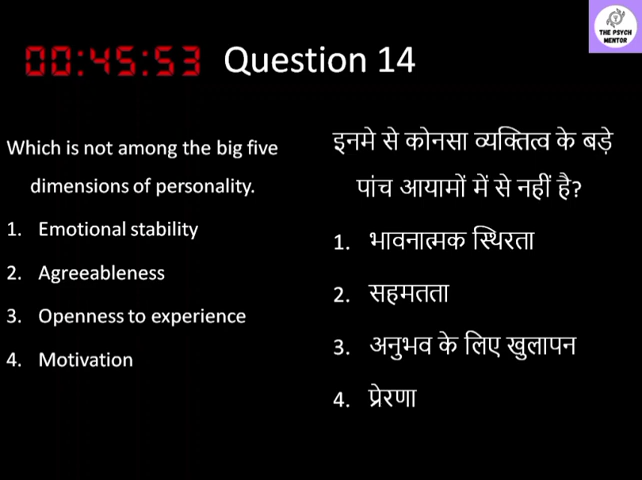 THE PSYCH
MENTOR
00:45:53 Question 14
Which is not among the big five
dimensions of personality.
1. Emotional stability
2. Agreeableness
3. Openness to experience
4. Motivation
इनमे से कोनसा व्यक्तित्व के बड़े
पांच आयामों में से नहीं है?
1. भावनात्मक स्थिरता
2. सहमतता
3. अनुभव के लिए खुलापन
4. प्रेरणा